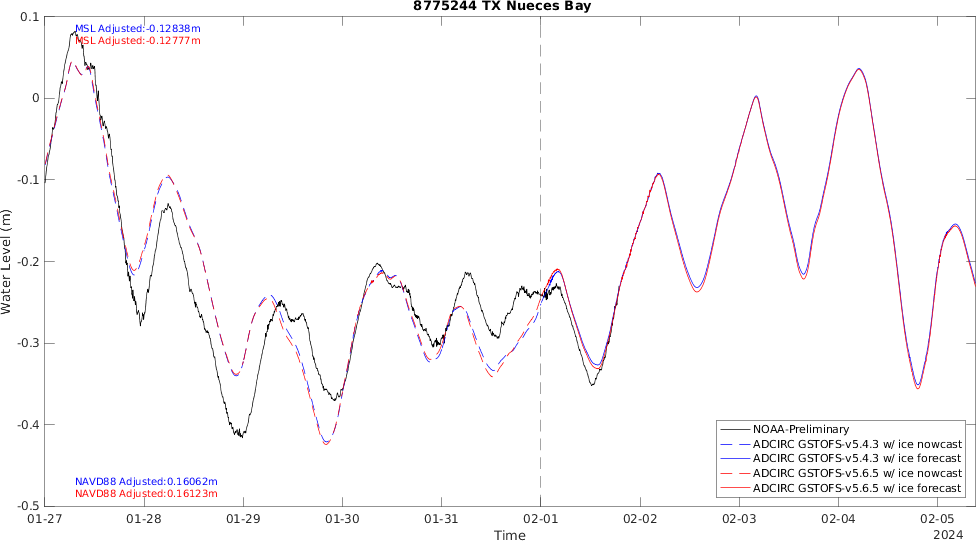 8775244 TX Nueces Bay
MSL Adjusted:-0.12838m
MSL Adjusted:-0.12777m
0.1
0
-0.1
-0.2
-0.3
-0.4
-0.5
Water Level (m)
NAVD88 Adjusted:0.16062m
NAVD88 Adjusted:0.16123m
NOAA-Preliminary
ADCIRC GSTOFS-v5.4.3 w/ ice nowcast
ADCIRC GSTOFS-v5.4.3 w/ ice forecast
ADCIRC GSTOFS-v5.6.5 w/ ice nowcast
ADCIRC GSTOFS-v5.6.5 w/ ice forecast
01-27 01-28 01-29 01-30 01-31 02-01 02-02 02-03 02-04 02-05
Time
2024